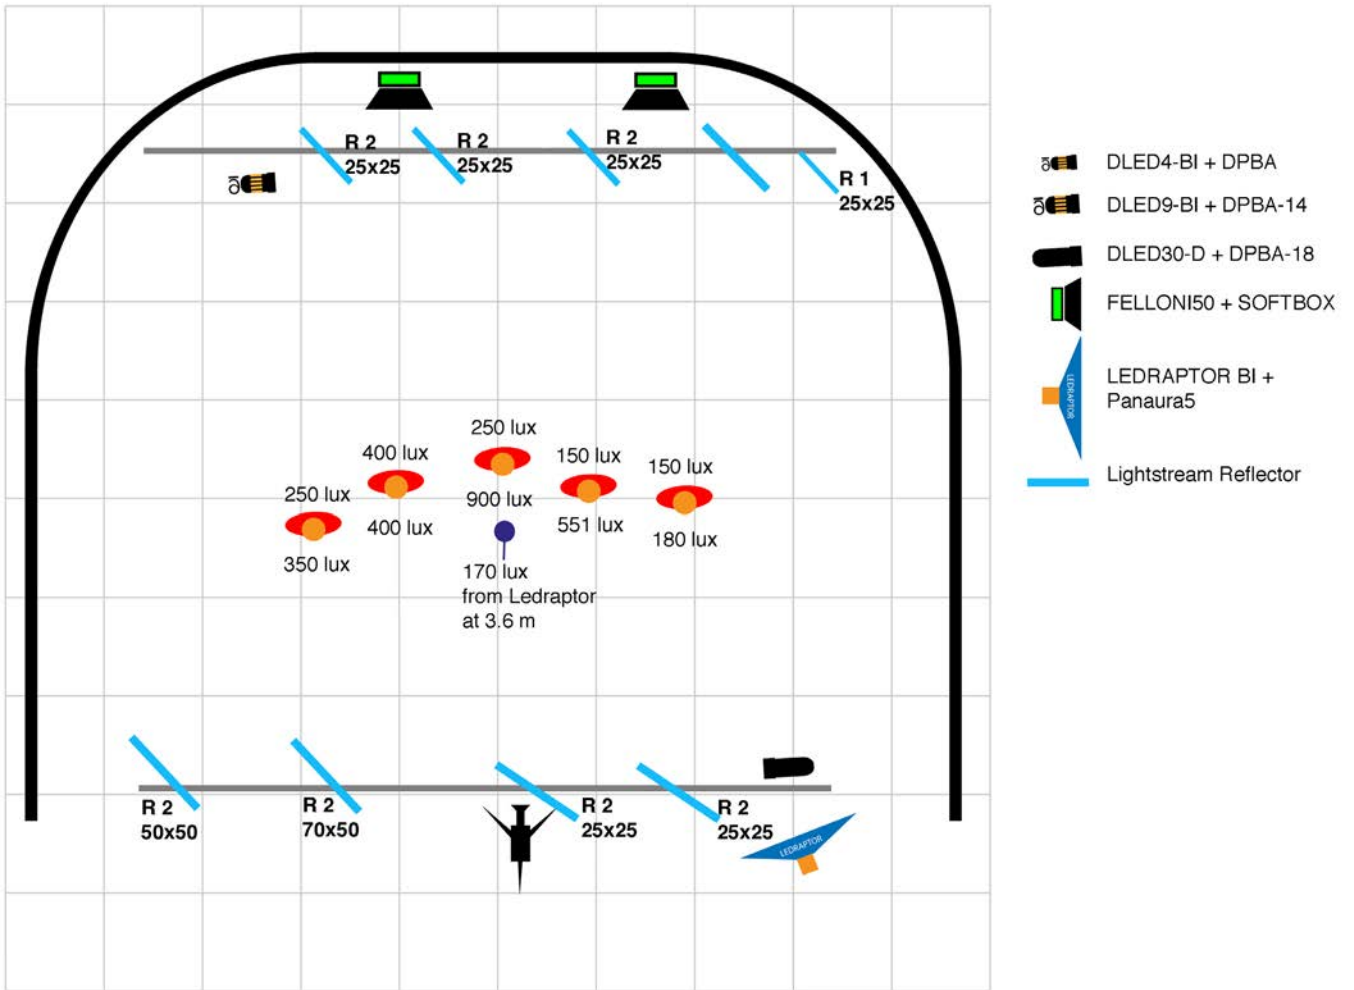 R 2
25x25
R 2
25x25
R 2
25x25
R 1
25x25
DLED4-BI + DPBA
DLED9-BI + DPBA-14
DLED30-D + DPBA-18
FELLONI50 + SOFTBOX
LEDRAPTOR
LEDRAPTOR BI +
Panaura5
Lightstream Reflector
250 lux
350 lux
400 lux
400 lux
250 lux
900 lux
150 lux
551 lux
150 lux
180 lux
170 lux
from Ledraptor
at 3.6 m
R 2
50x50
R 2
70x50
R 2
25x25
R 2
25x25
LEDRAPTOR